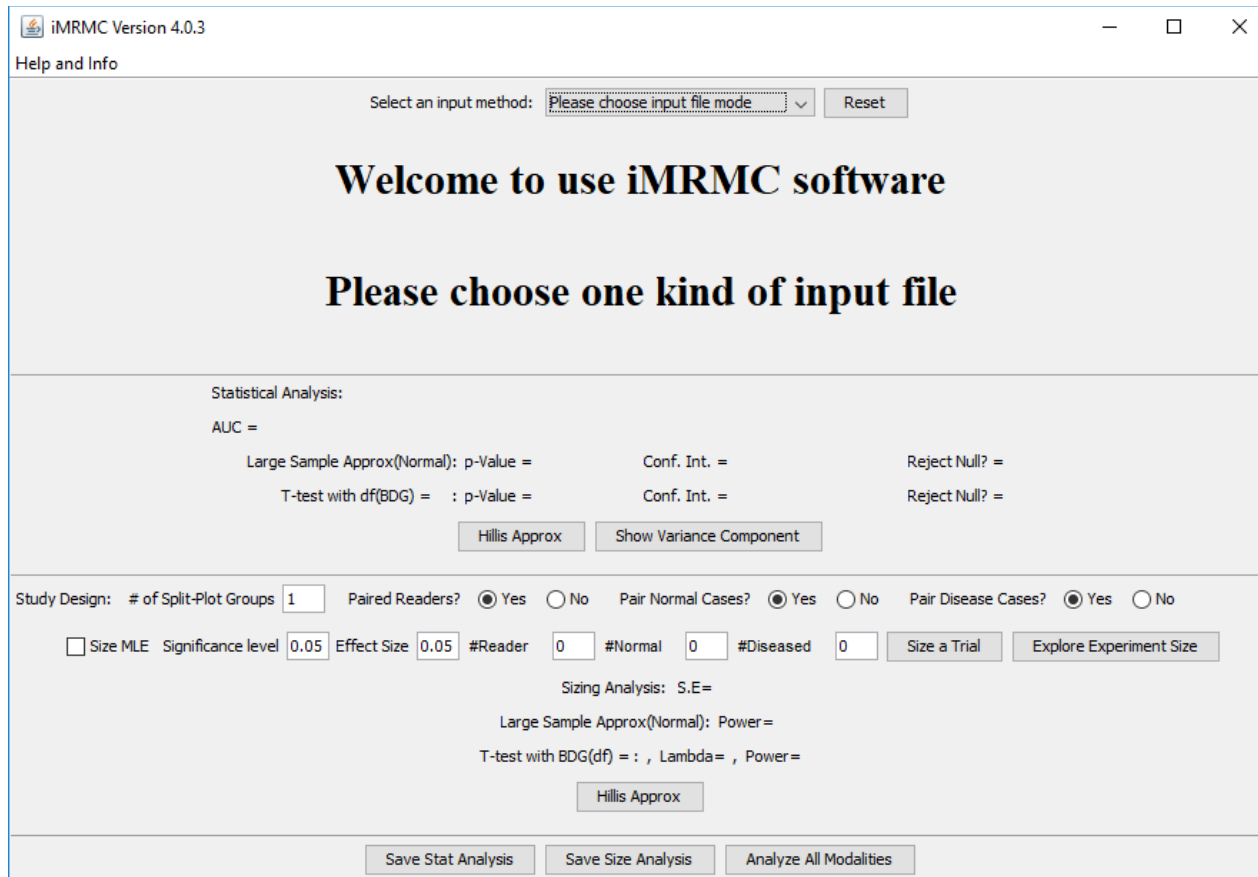 iMRMC Version 4.0.3
Help and Info
Select an input method: Please choose input file mode Reset
Welcome to use iMRMC software
Please choose one kind of input file
Statistical Analysis:
AUC =
Large Sample Approx(Normal): p-Value = Conf. Int. = Reject Null? =
T-test with df(BDG) = : p-Value = Conf. Int. = Reject Null? =
Hillis Approx Show Variance Component
Study Design: # of Split-Plot Groups 1 Paired Readers? Yes No Pair Normal Cases? Yes No Pair Disease Cases? Yes No
Size MLE Significance level 0.05 Effect Size 0.05 #Reader 0 #Normal 0 #Diseased 0 Size a Trial Explore Experiment Size
Sizing Analysis: S.E=
Large Sample Approx(Normal): Power=
T-test with BDG(df) = : , Lambda= , Power=
Hillis Approx
Save Stat Analysis Save Size Analysis Analyze All Modalities